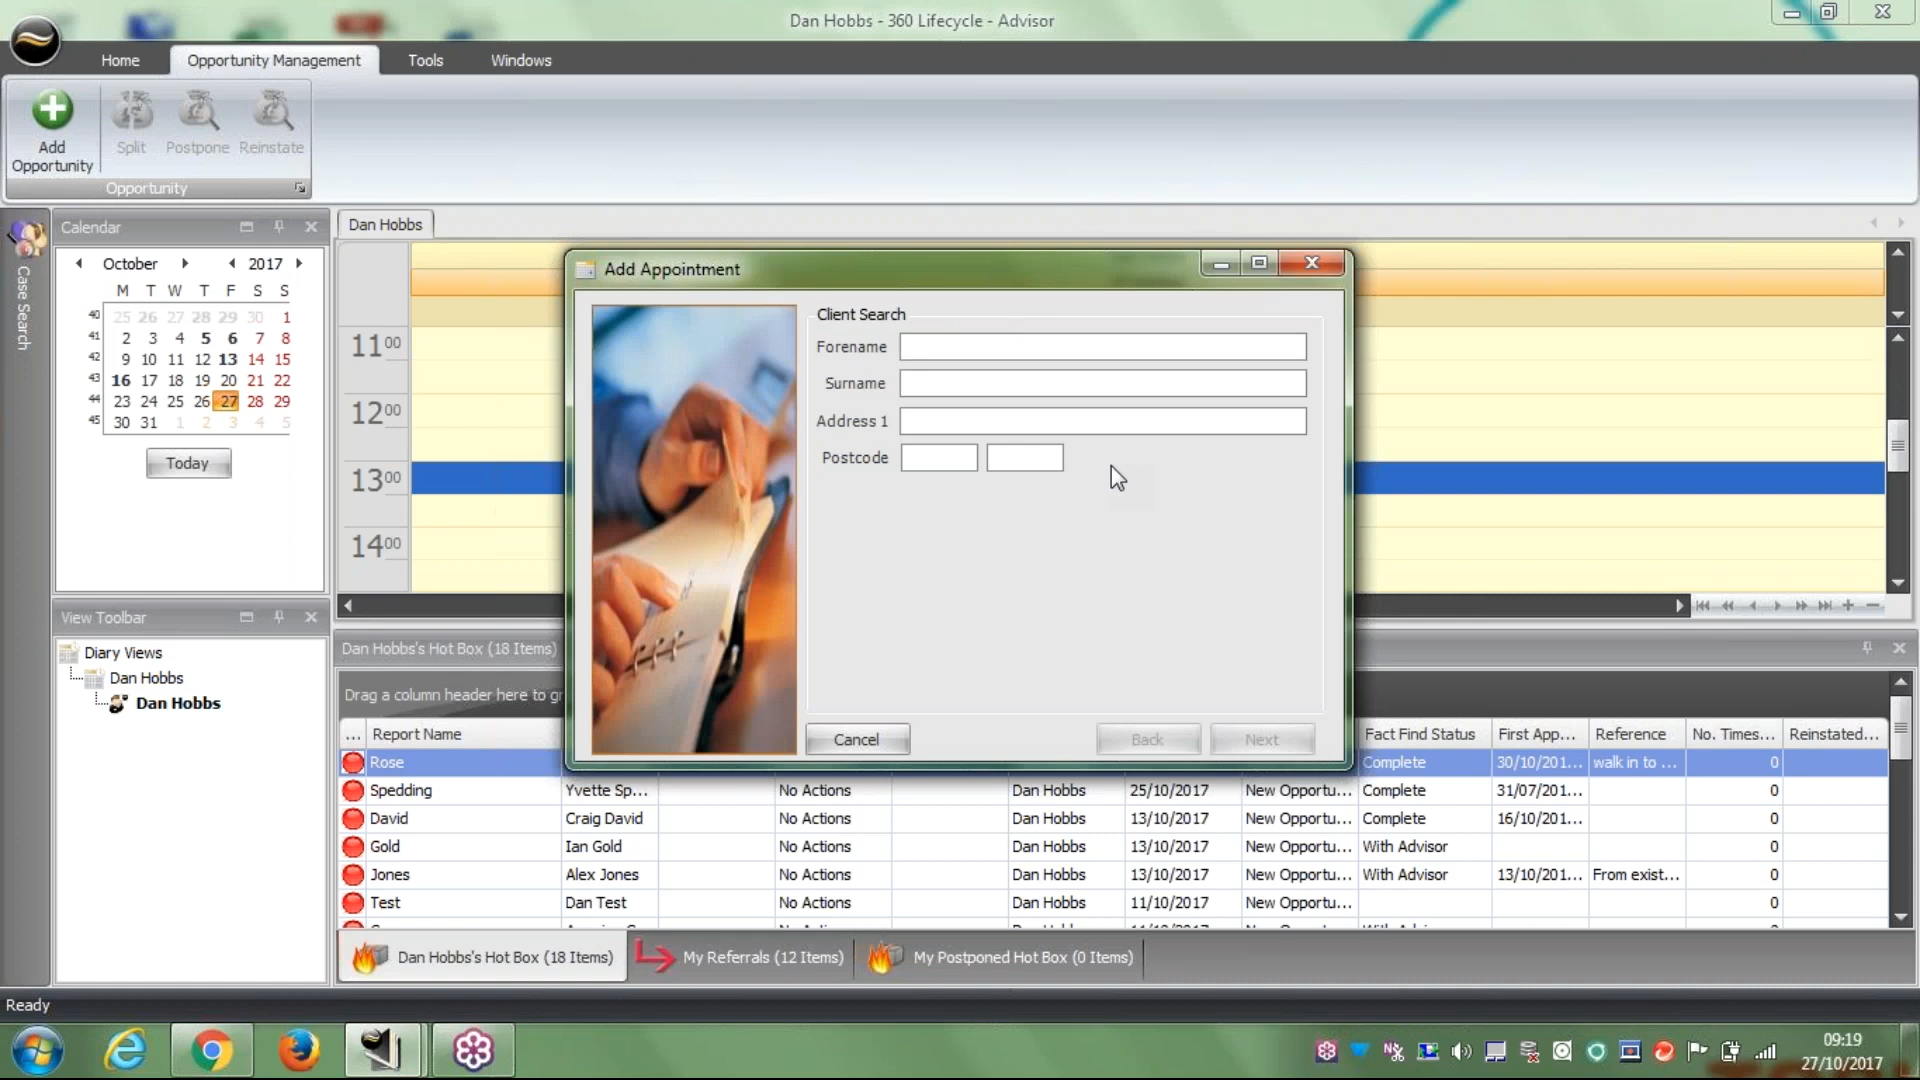 Dan Hobbs - 360 Lifecycle - Advisor
Home Opportunity Management Tools Windows
Add Opportunity Split Postpone Reinstate
Opportunity
Case Search
Calendar
October 2017
M T W T F S S
40 25 26 27 28 29 30 1
41 2 3 4 5 6 7 8
42 9 10 11 12 13 14 15
43 16 17 18 19 20 21 22
44 23 24 25 26 27 28 29
45 30 31 1 2 3 4 5
Today
View Toolbar
Diary Views
Dan Hobbs
Dan Hobbs
Dan Hobbs
11 00
12 00
13 00
14 00
Add Appointment
Client Search
Forename
Surname
Address 1
Postcode
Cancel Back Next
Dan Hobbs's Hot Box (18 Items)
Drag a column header here to gr
... Report Name Fact Find Status First App... Reference No. Times... Reinstated...
Rose Complete 30/10/201... walk in to ... 0
Spedding Yvette Sp... No Actions Dan Hobbs 25/10/2017 New Opportu... Complete 31/07/201... 0
David Craig David No Actions Dan Hobbs 13/10/2017 New Opportu... Complete 16/10/201... 0
Gold Ian Gold No Actions Dan Hobbs 13/10/2017 New Opportu... With Advisor 0
Jones Alex Jones No Actions Dan Hobbs 13/10/2017 New Opportu... With Advisor 13/10/201... From exist... 0
Test Dan Test No Actions Dan Hobbs 11/10/2017 New Opportu... 0
Dan Hobbs's Hot Box (18 Items) My Referrals (12 Items) My Postponed Hot Box (0 Items)
Ready
09:19
27/10/2017